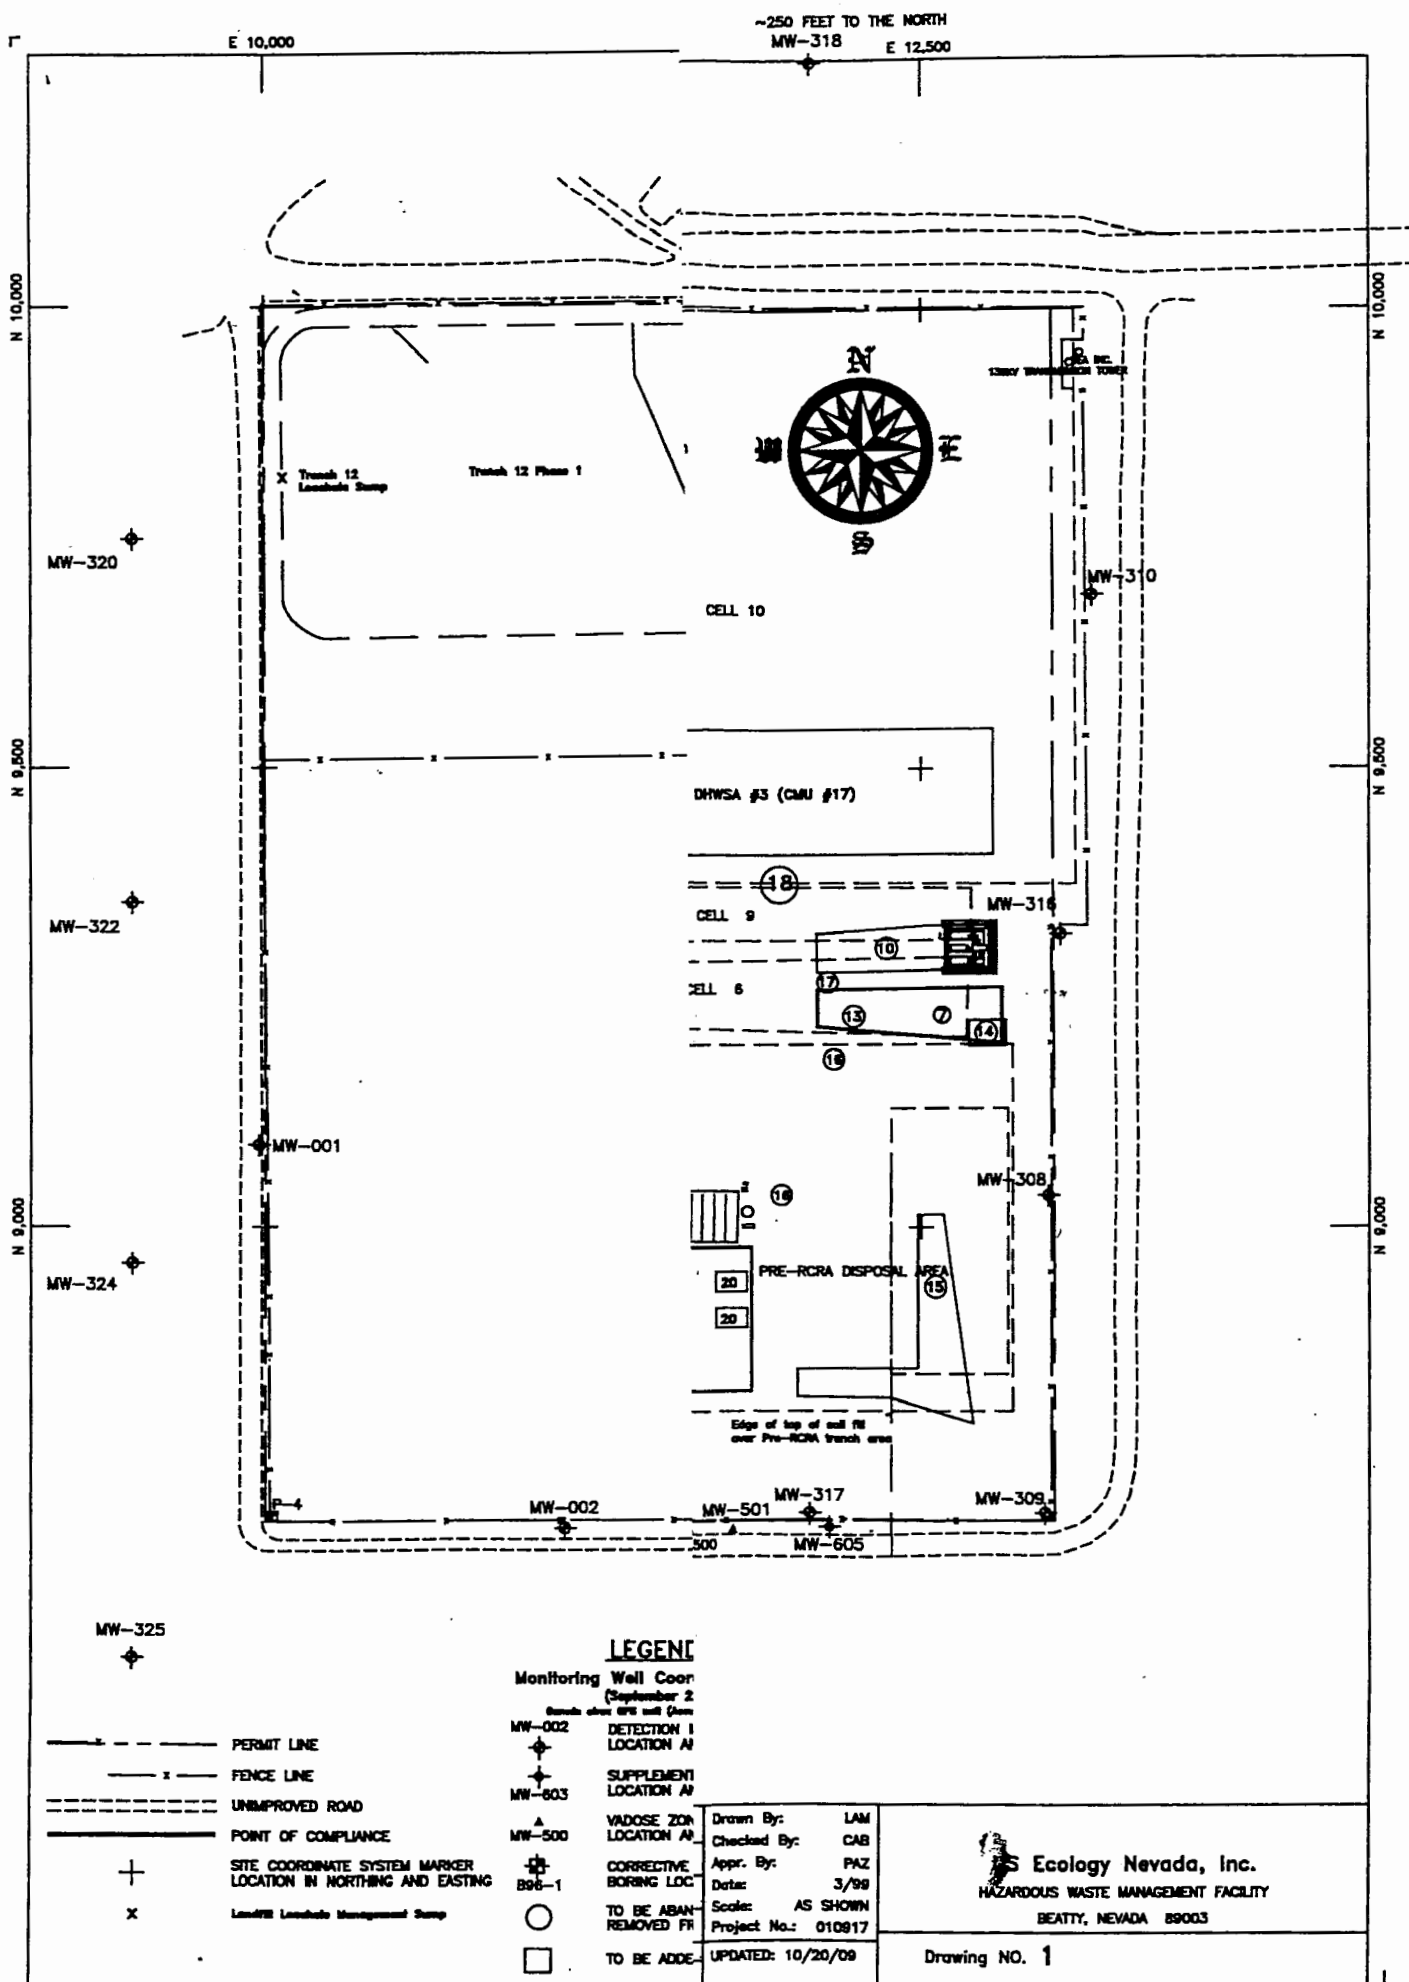 ~250 FEET TO THE NORTH
MW-318
E 10,000
E 12,500
N 10,000
N 10,000
N
W
E
S
138KV TRANSMISSION TOWER
Trench 12
Leachate Sump
Trench 12 Phase 1
MW-320
MW-310
CELL 10
N 9,500
N 9,500
DHWSA #3 (CMU #17)
18
MW-316
CELL 9
MW-322
10
17
CELL 6
13
7
14
MW-001
MW-308
N 9,000
N 9,000
MW-324
PRE-RCRA DISPOSAL AREA
20
15
20
Edge of top of soil fill
over Pre-RCRA trench area
P-4
MW-002
MW-501
MW-317
MW-309
500
MW-605
MW-325
LEGEND
Monitoring Well Coor
(September 2
MW-002
DETECTION
LOCATION AN
PERMIT LINE
FENCE LINE
SUPPLEMENT
LOCATION AN
MW-603
UNIMPROVED ROAD
VADOSE ZON
LOCATION AN
MW-500
POINT OF COMPLIANCE
SITE COORDINATE SYSTEM MARKER
LOCATION IN NORTHING AND EASTING
CORRECTIVE
BORING LOC
B96-1
Landfill Leachate Management Sump
TO BE ABAN
REMOVED FR
TO BE ADDE
Drawn By: LAM
Checked By: CAB
Appr. By: PAZ
Date: 3/99
Scale: AS SHOWN
Project No.: 010917
UPDATED: 10/20/09
S Ecology Nevada, Inc.
HAZARDOUS WASTE MANAGEMENT FACILITY
BEATTY, NEVADA 89003
Drawing NO. 1